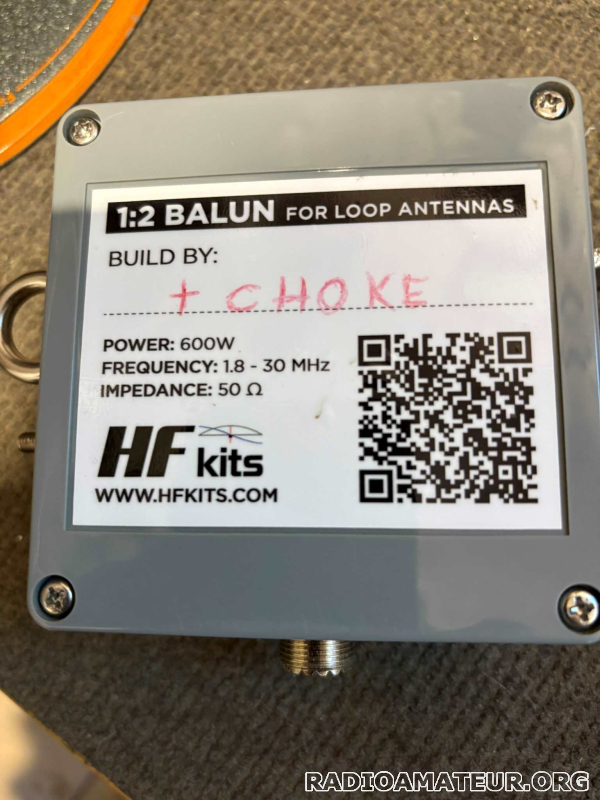 1:2 BALUN FOR LOOP ANTENNAS
BUILD BY:
+ CHOKE
POWER: 600W
FREQUENCY: 1.8 - 30 MHz
IMPEDANCE: 50 Ω
HF kits
WWW.HFKITS.COM
RADIOAMATEUR.ORG